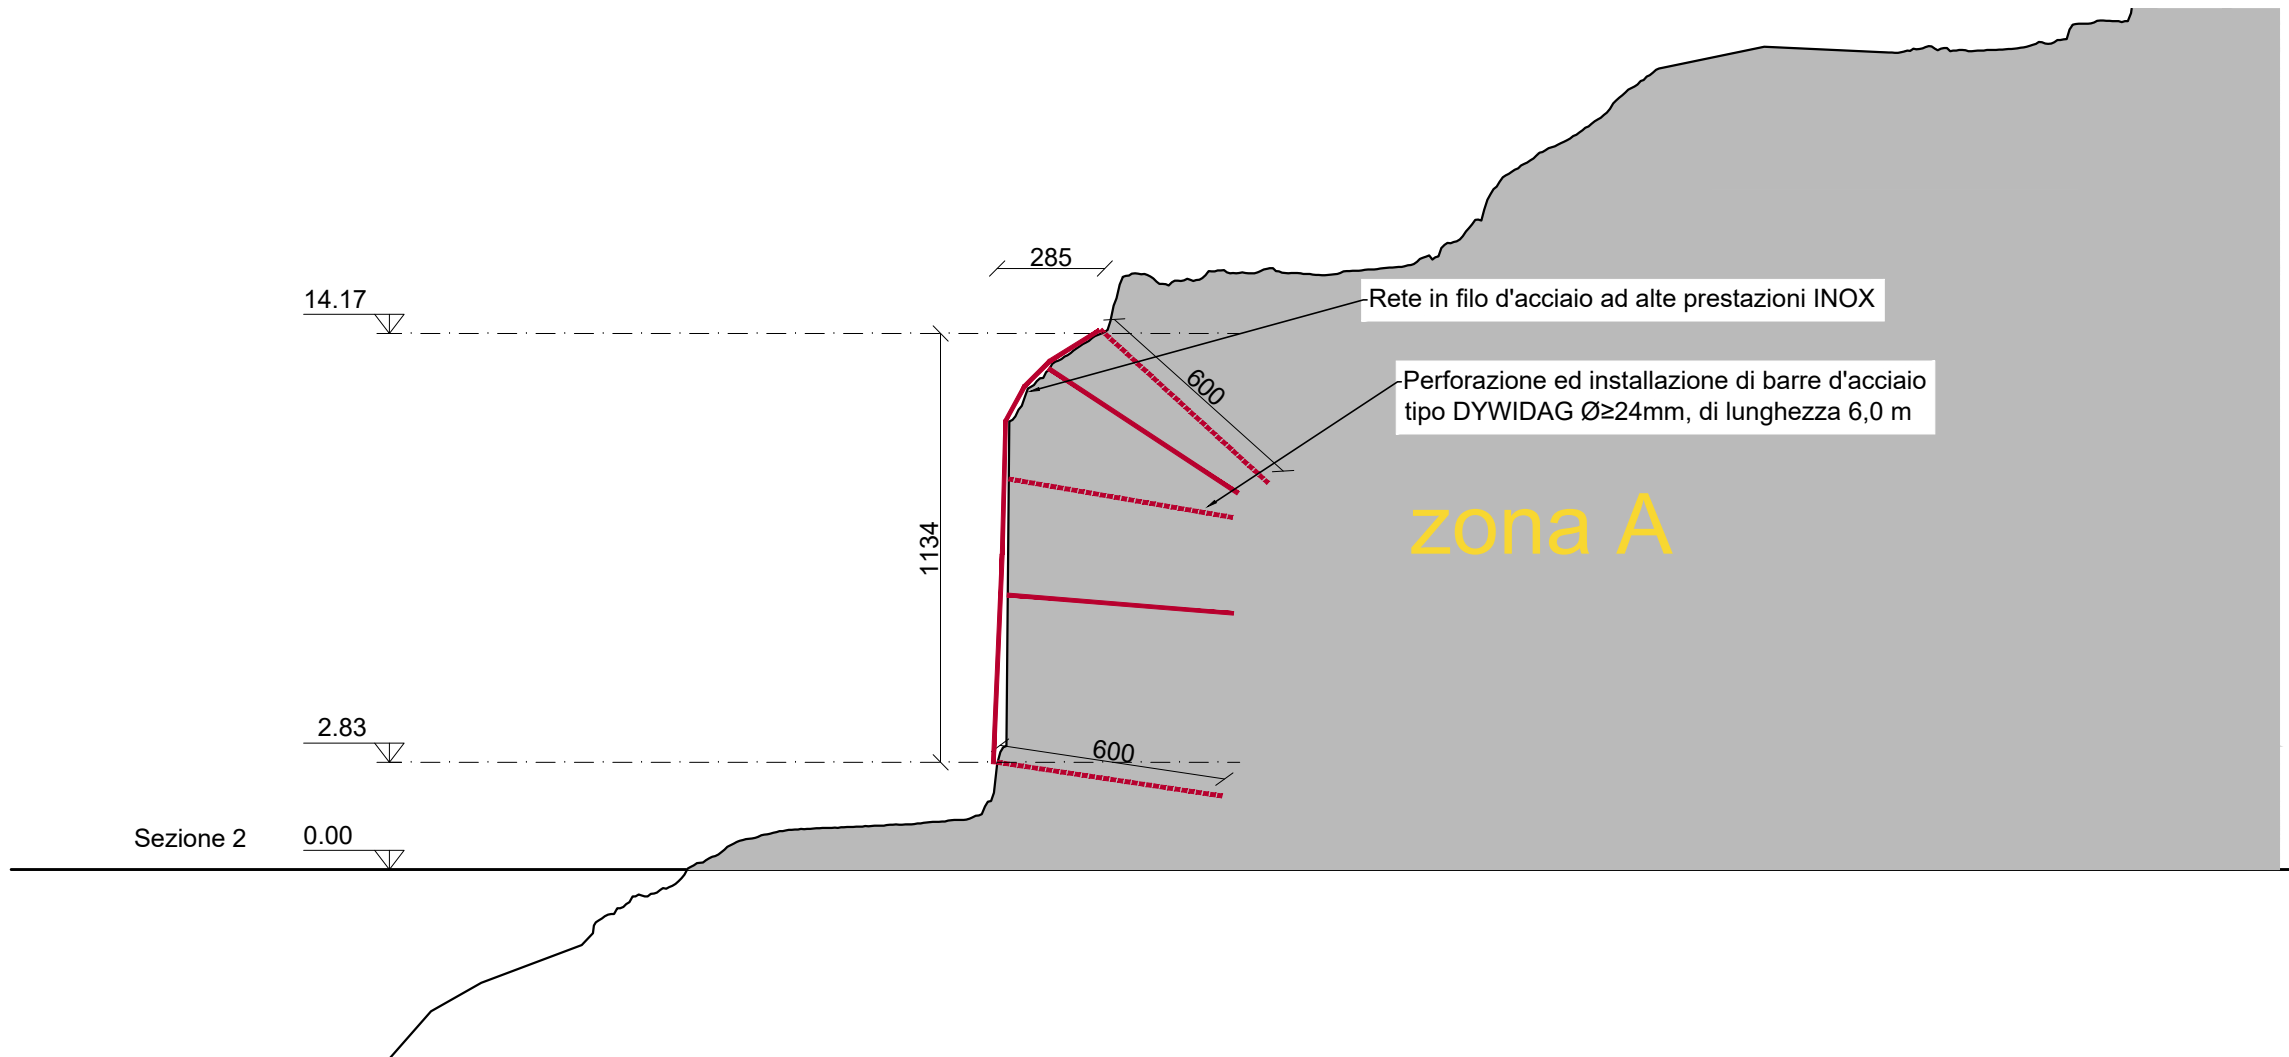 285
14.17
Rete in filo d'acciaio ad alte prestazioni INOX
600
Perforazione ed installazione di barre d'acciaio
tipo DYWIDAG Ø≥24mm, di lunghezza 6,0 m
zona A
1134
2.83
600
Sezione 2
0.00